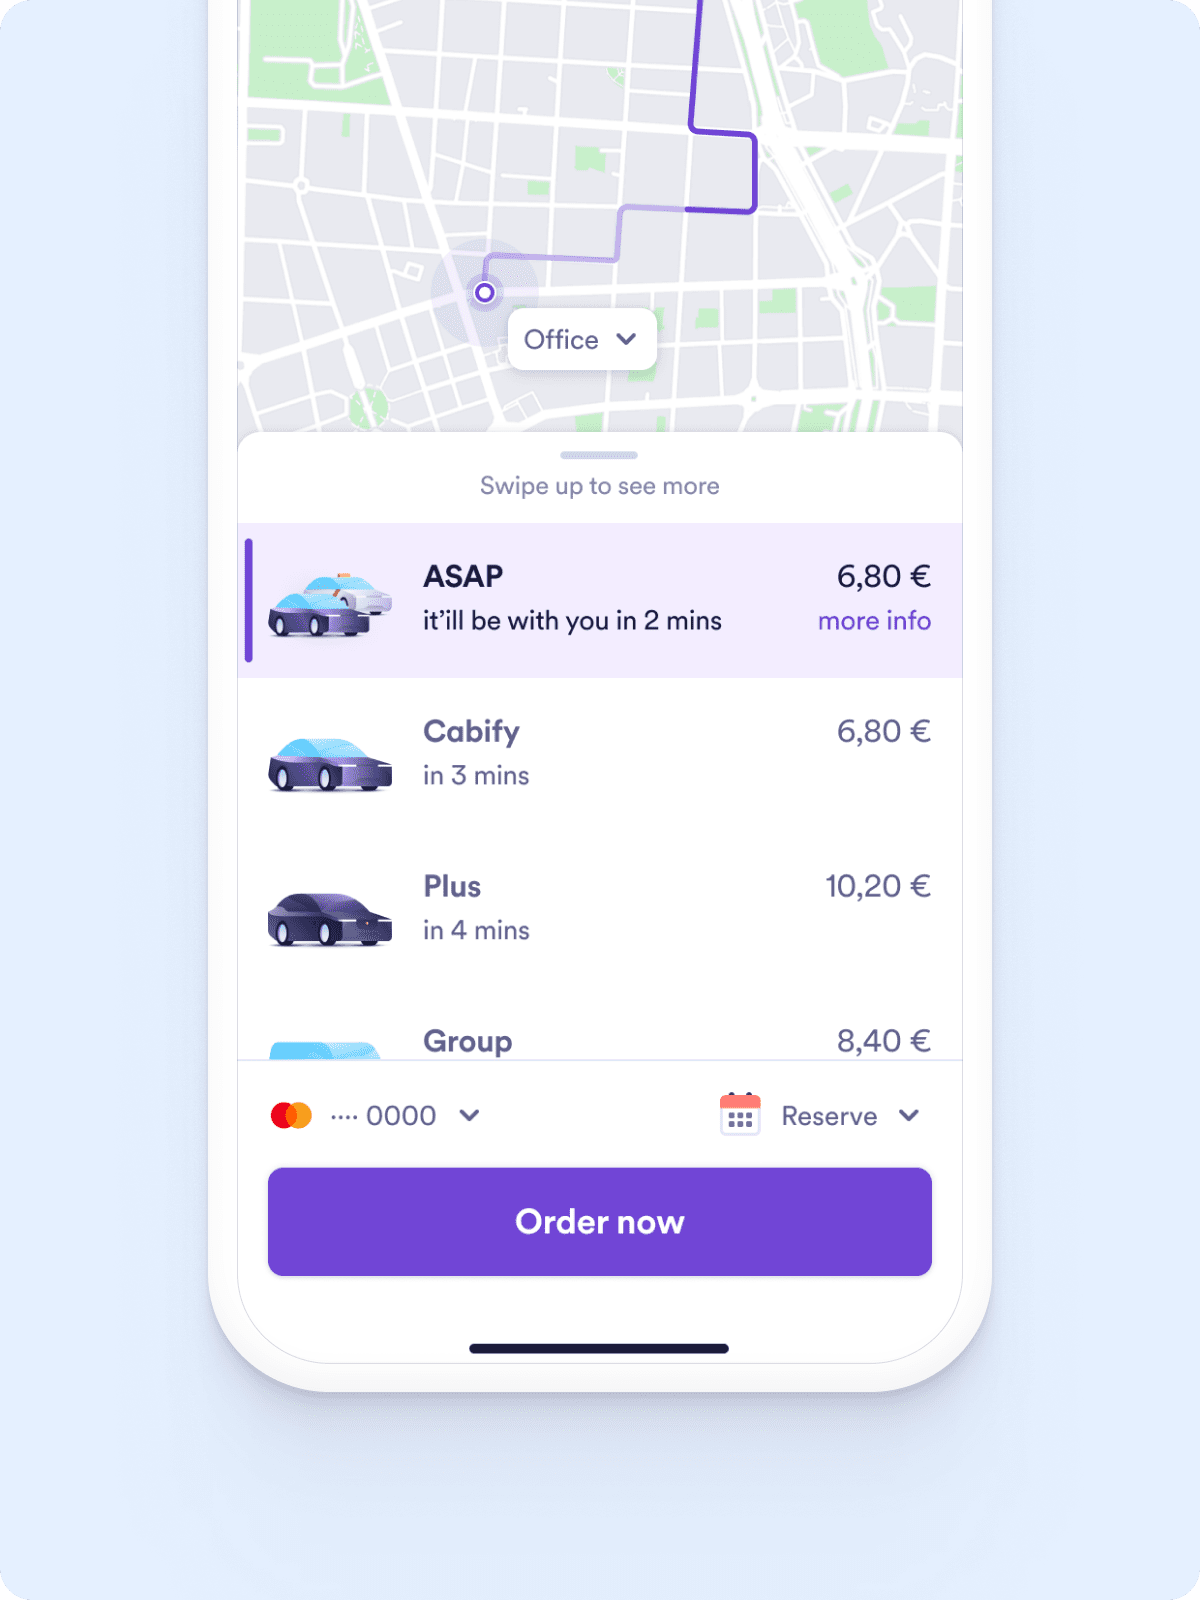 Office
Swipe up to see more
ASAP 6,80 €
it’ll be with you in 2 mins more info
Cabify 6,80 €
in 3 mins
Plus 10,20 €
in 4 mins
Group 8,40 €
···· 0000 Reserve
Order now